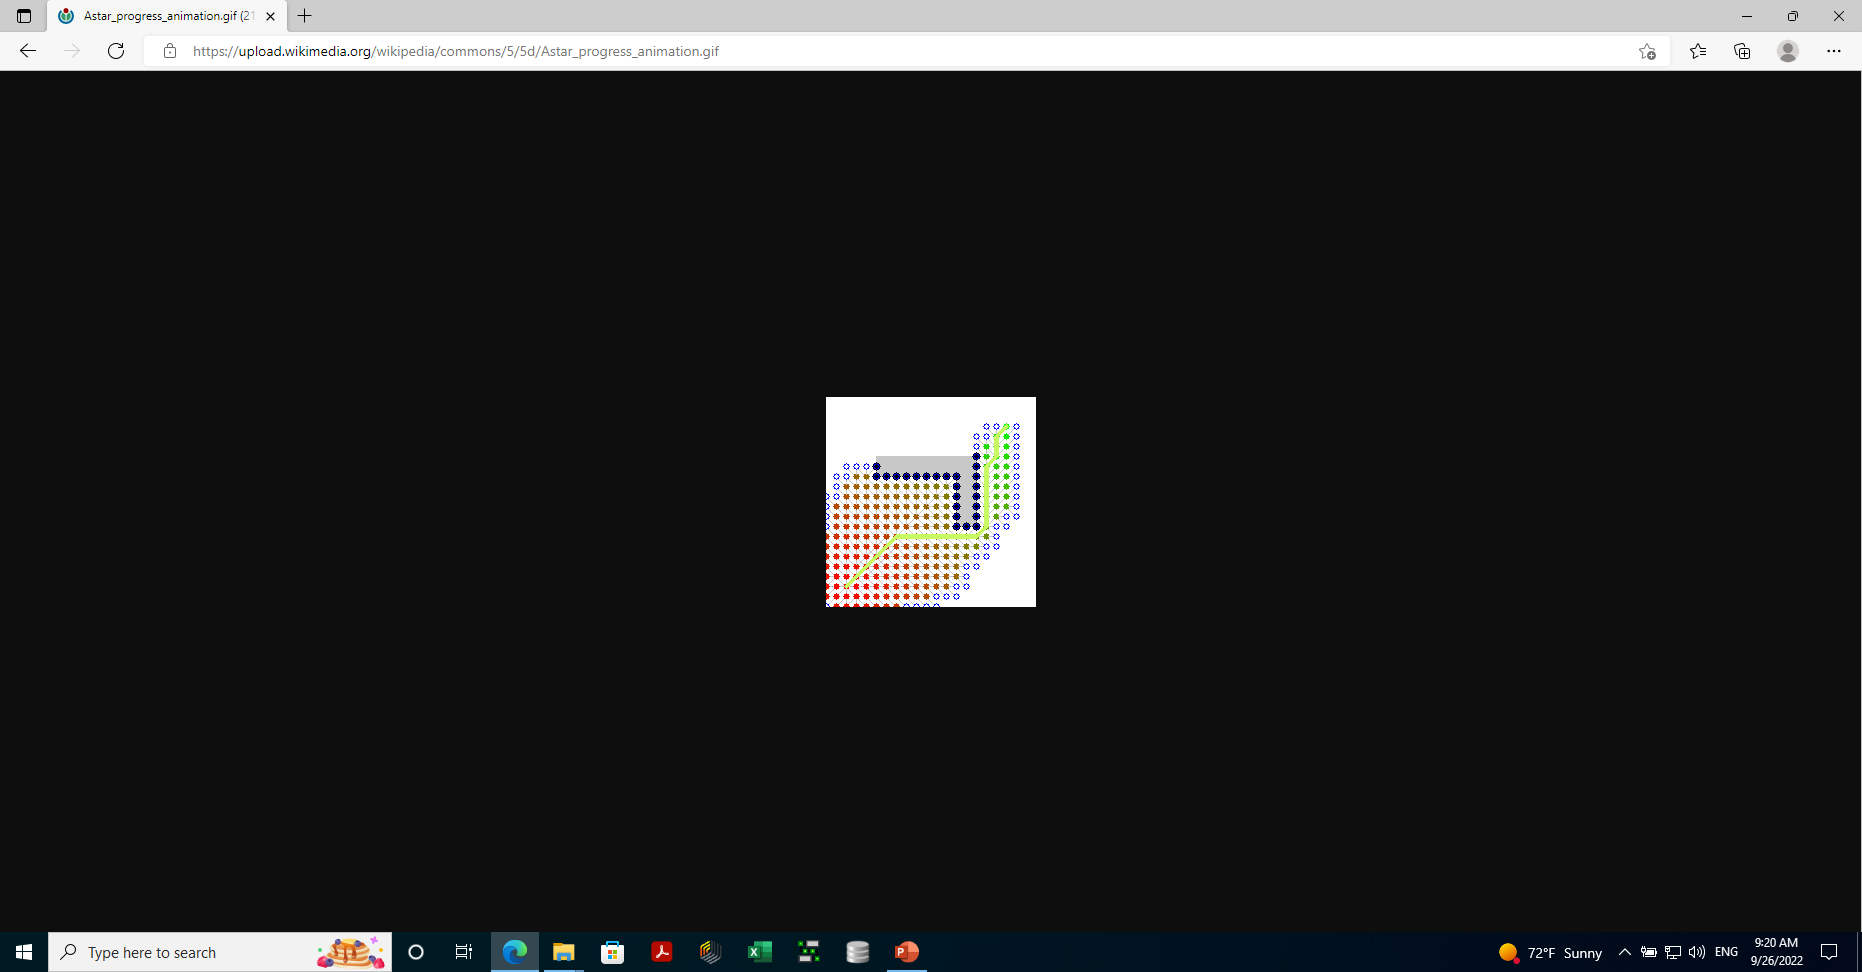 Astar_progress_animation.gif (21
https://upload.wikimedia.org/wikipedia/commons/5/5d/Astar_progress_animation.gif
Type here to search
72°F Sunny
ENG
9:20 AM
9/26/2022